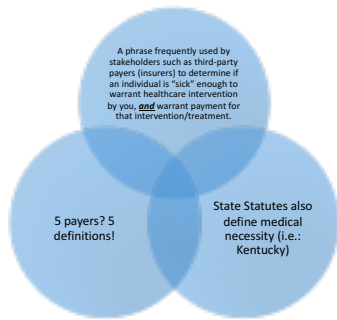 A phrase frequently used by
stakeholders such as third-party
payers (insurers) to determine if
an individual is “sick” enough to
warrant healthcare intervention
by you, and warrant payment for
that intervention/treatment.
5 payers? 5
definitions!
State Statutes also
define medical
necessity (i.e.:
Kentucky)